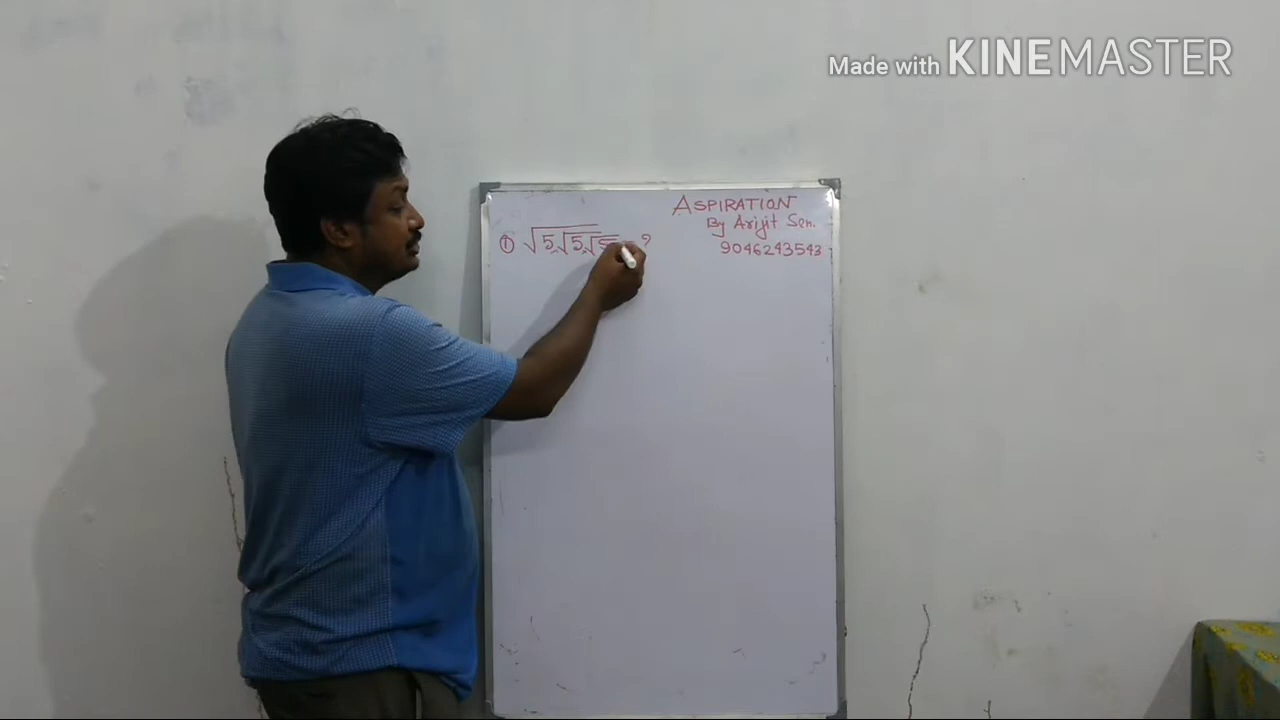 Made with KINEMASTER
ASPIRATION
By Arijit Sen.
9046243543
① √5√5√5 = ?